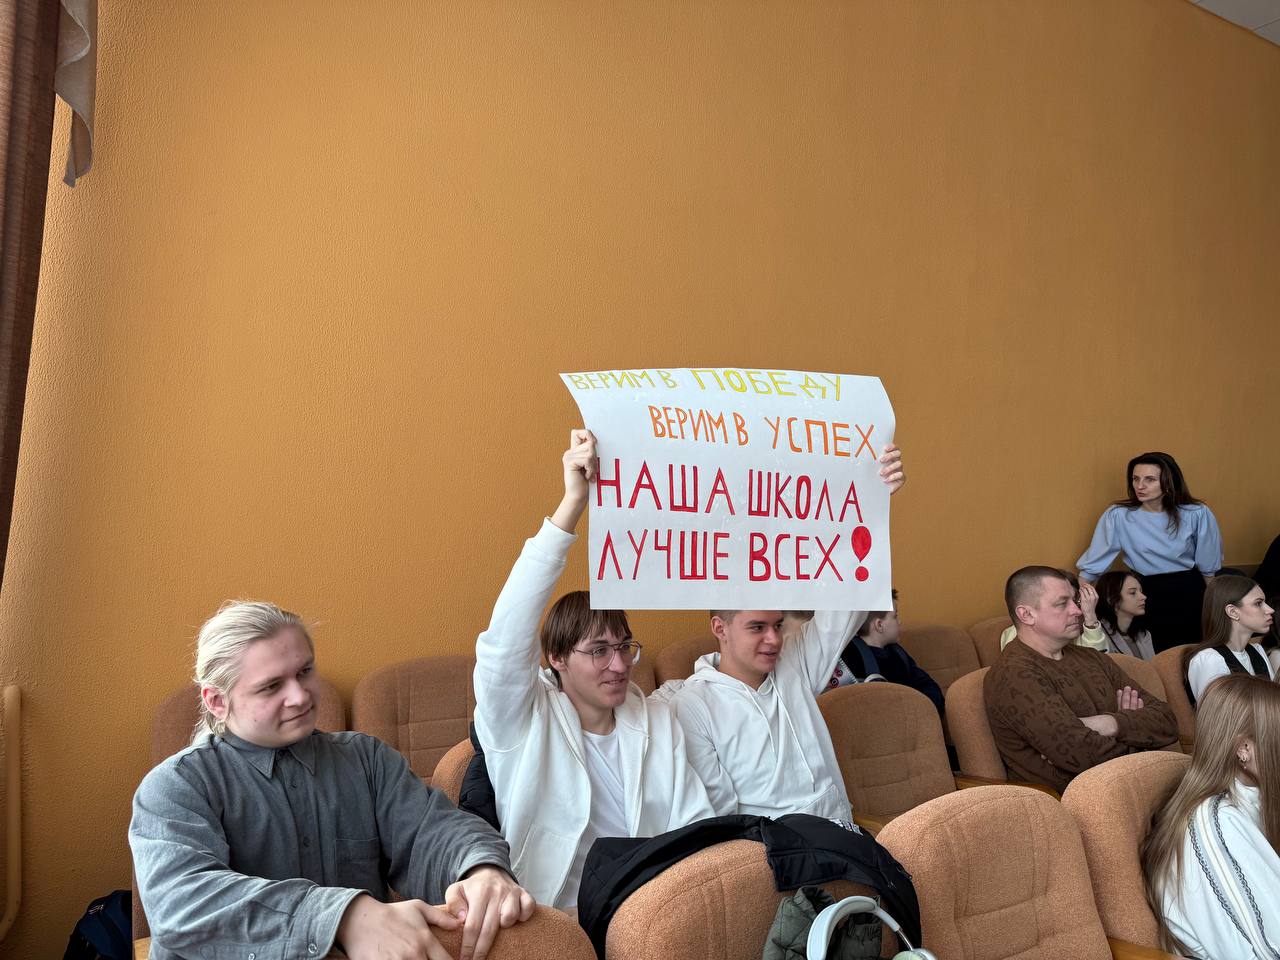 ВЕРИМ В ПОБЕДУ
ВЕРИМ В УСПЕХ
НАША ШКОЛА
ЛУЧШЕ ВСЕХ!